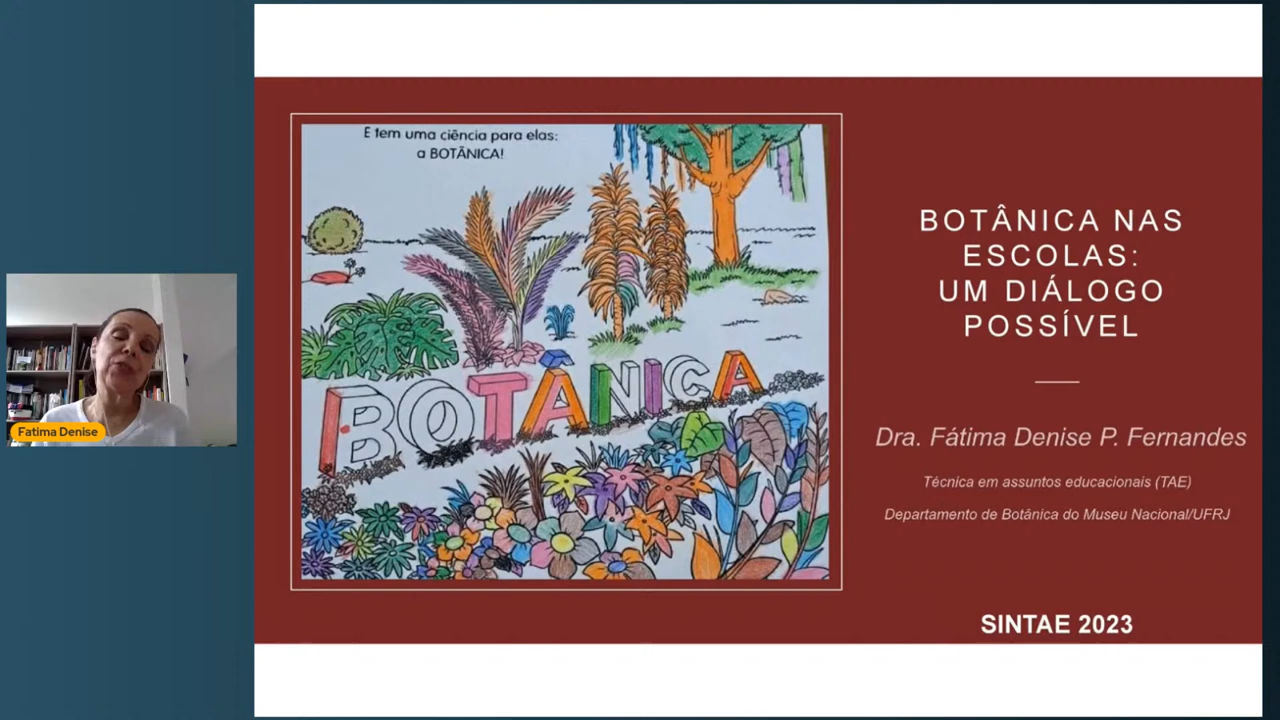 E tem uma ciência para elas:
a BOTÂNICA!
BOTÂNICA
BOTÂNICA NAS
ESCOLAS:
UM DIÁLOGO
POSSÍVEL
Dra. Fátima Denise P. Fernandes
Técnica em assuntos educacionais (TAE)
Departamento de Botânica do Museu Nacional/UFRJ
SINTAE 2023
Fatima Denise